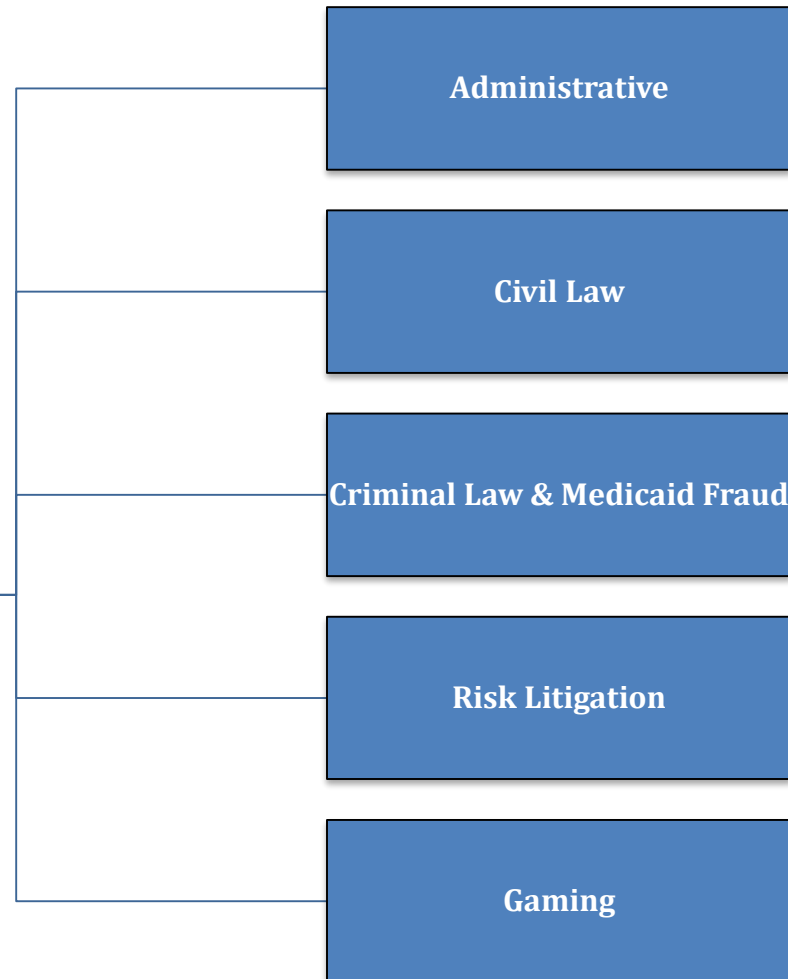 Administrative
Civil Law
Criminal Law & Medicaid Fraud
Risk Litigation
Gaming